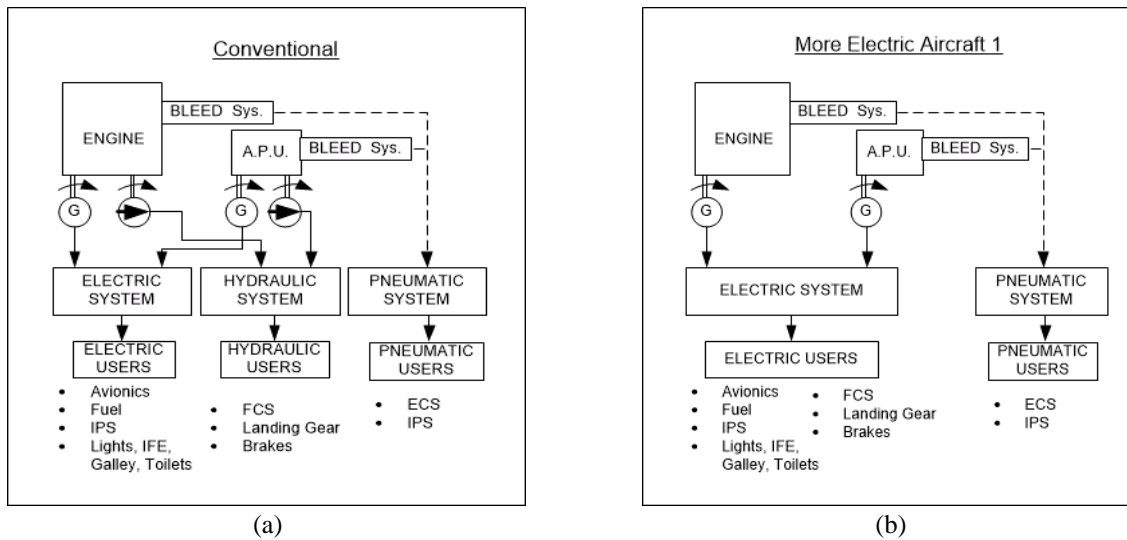 Conventional
BLEED Sys.
ENGINE
A.P.U.
BLEED Sys.
G
G
ELECTRIC
SYSTEM
HYDRAULIC
SYSTEM
PNEUMATIC
SYSTEM
ELECTRIC
USERS
HYDRAULIC
USERS
PNEUMATIC
USERS
• Avionics
• Fuel
• IPS
• Lights, IFE,
Galley, Toilets
• FCS
• Landing Gear
• Brakes
• ECS
• IPS
(a)
More Electric Aircraft 1
BLEED Sys.
ENGINE
A.P.U.
BLEED Sys.
G
G
ELECTRIC SYSTEM
PNEUMATIC
SYSTEM
ELECTRIC USERS
PNEUMATIC
USERS
• Avionics
• Fuel
• IPS
• Lights, IFE,
Galley, Toilets
• FCS
• Landing Gear
• Brakes
• ECS
• IPS
(b)